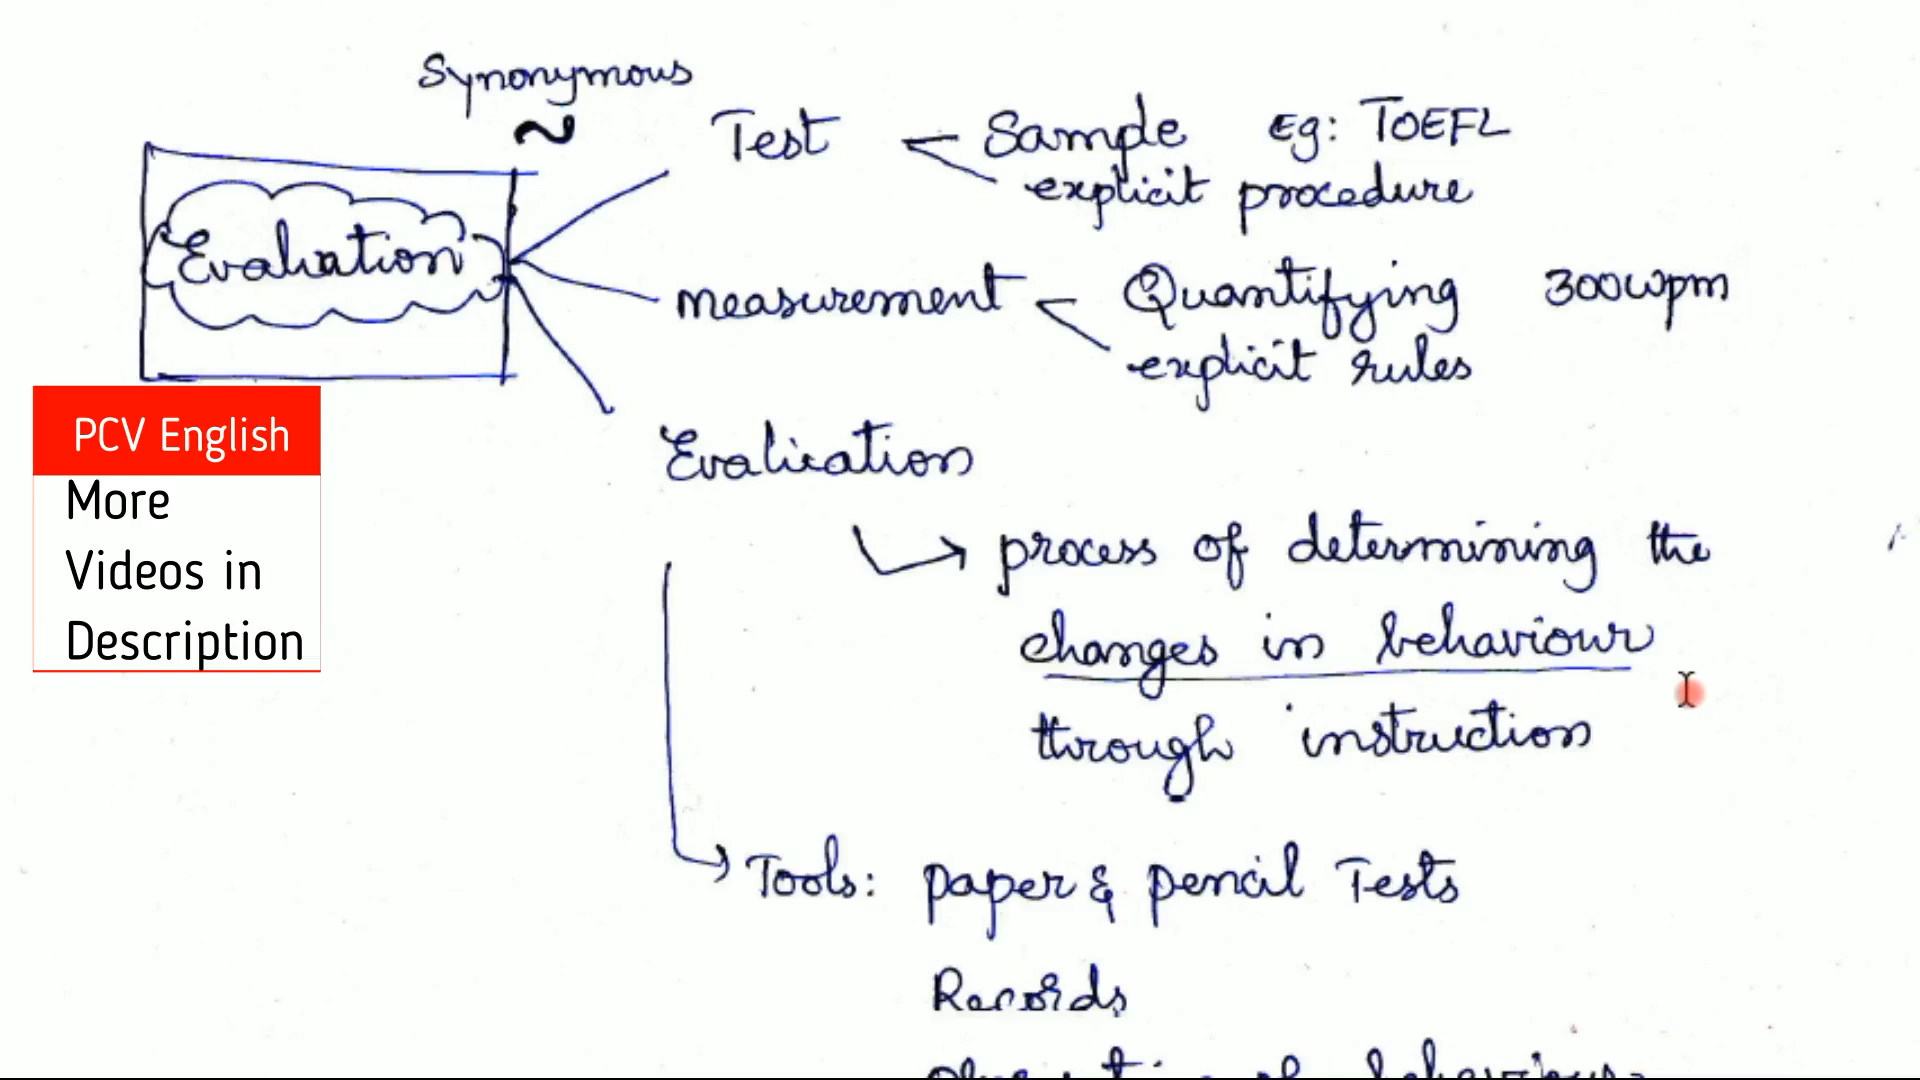 Synonymous
~
Test
Sample Eg: TOEFL
explicit procedure
Evaluation
measurement
Quantifying 300wpm
explicit rules
PCV English
More
Videos in
Description
Evaluation
process of determining the
changes in behaviour
through instruction
Tools: paper & pencil Tests
Records